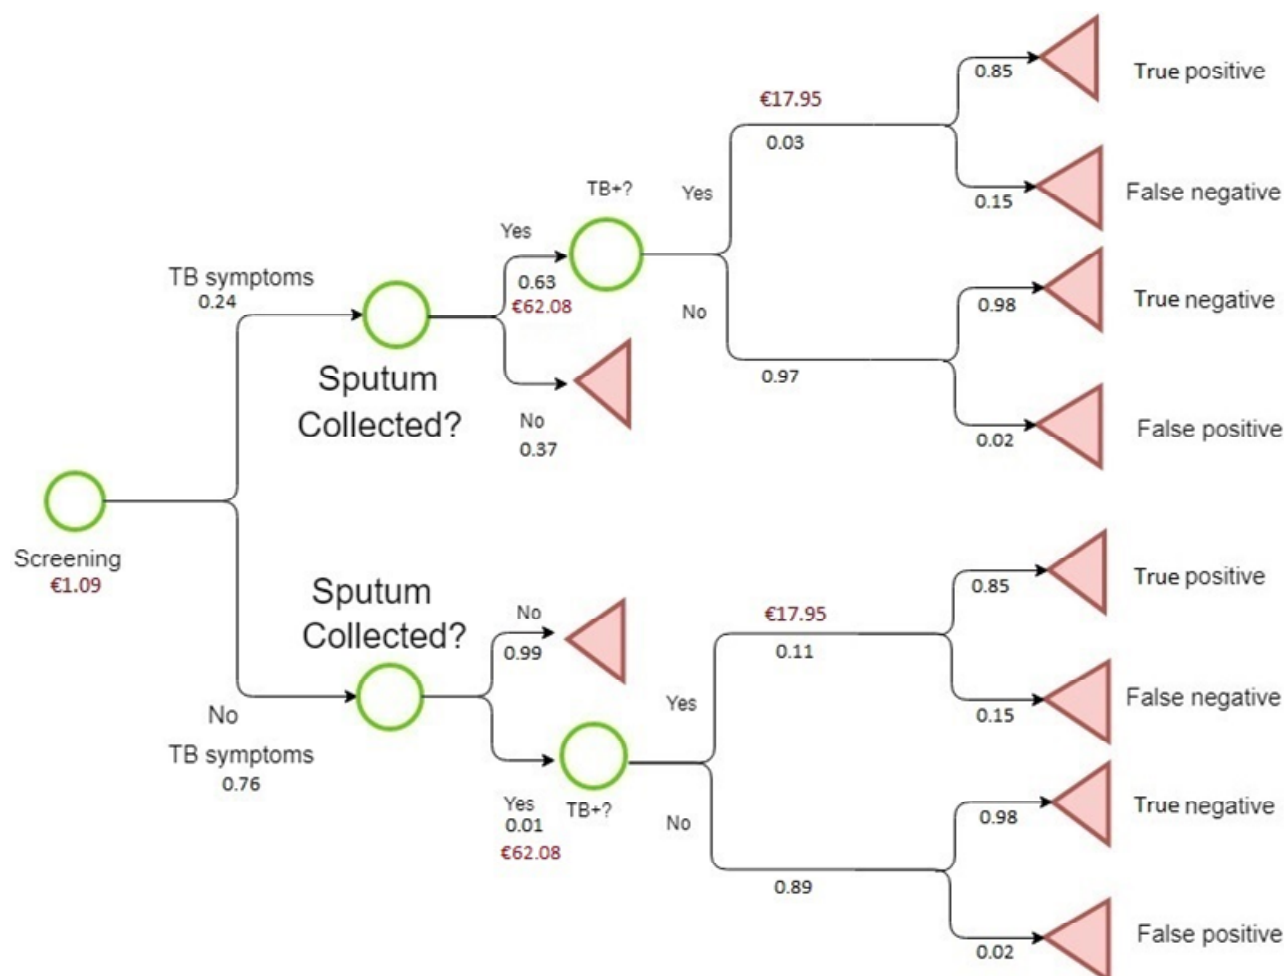 0.85
True positive
€17.95
0.03
TB+?
Yes
0.15
False negative
Yes
TB symptoms
0.24
0.63
€62.08
No
0.98
True negative
Sputum
Collected?
No
0.37
0.97
0.02
False positive
Screening
€1.09
Sputum
Collected?
No
0.99
€17.95
0.11
0.85
True positive
Yes
0.15
False negative
No
TB symptoms
0.76
Yes
0.01
€62.08
TB+?
No
0.98
True negative
0.89
0.02
False positive